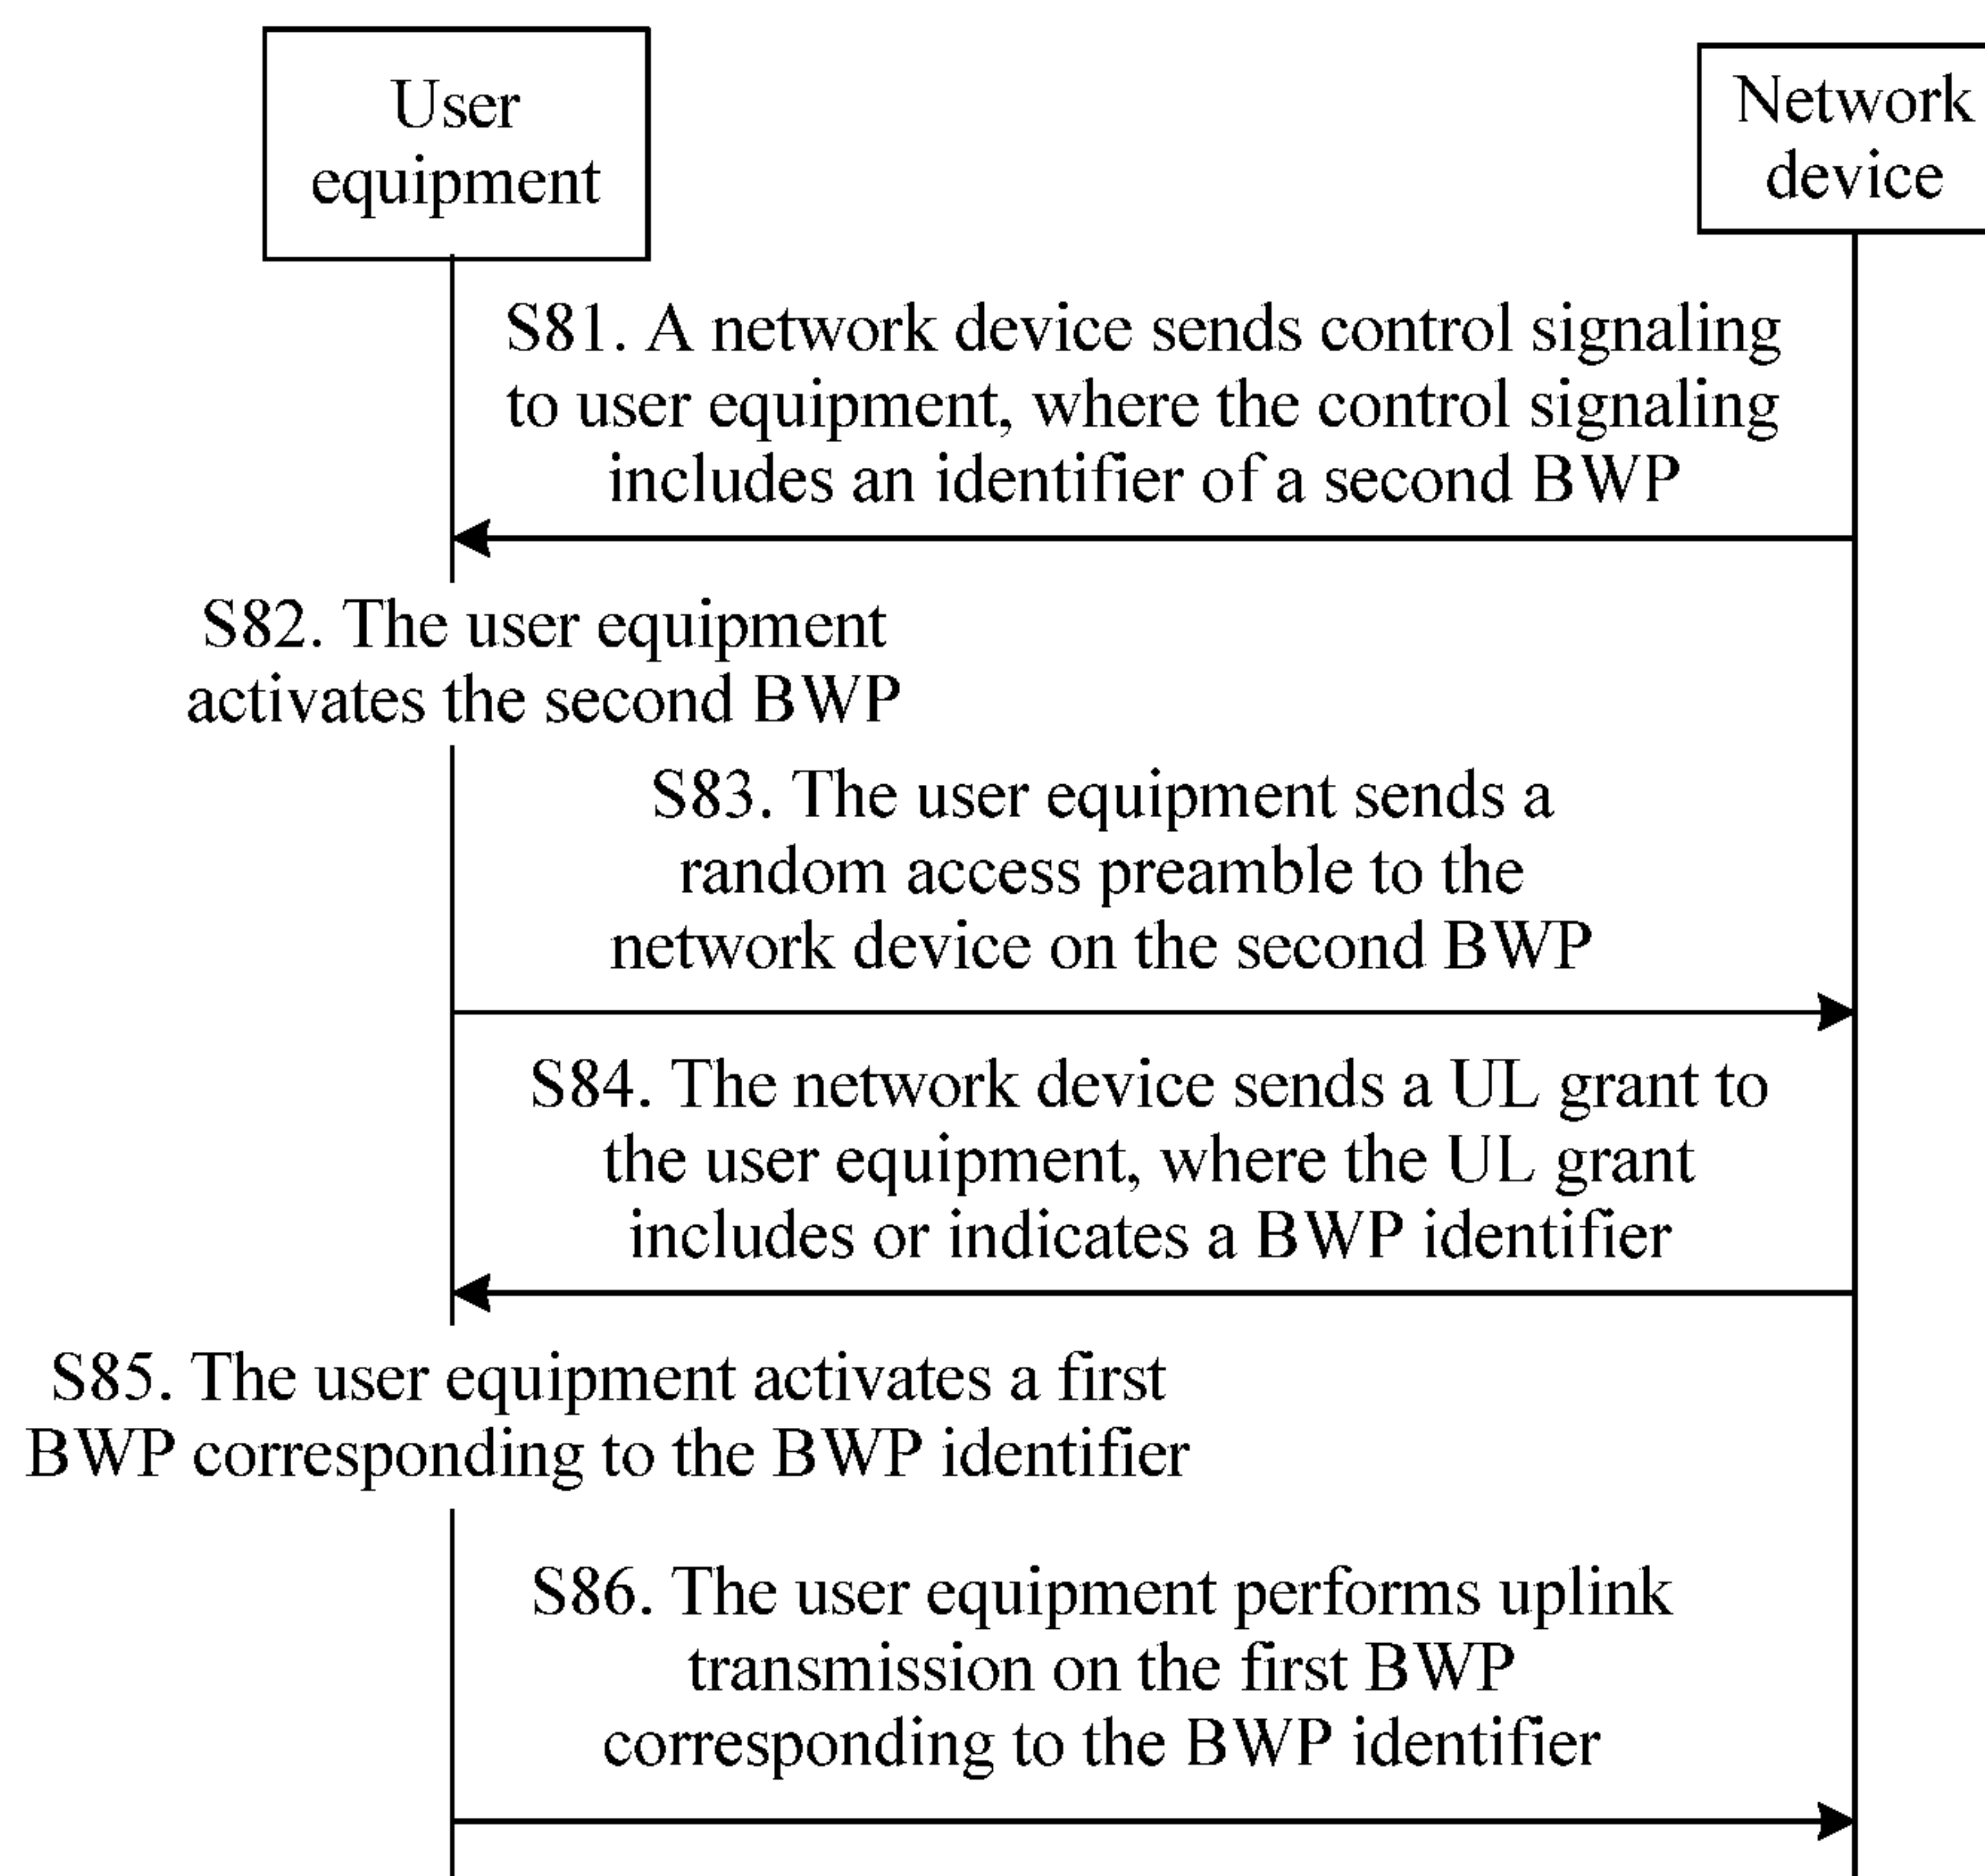 User
equipment
Network
device
S81. A network device sends control signaling
to user equipment, where the control signaling
includes an identifier of a second BWP
S82. The user equipment
activates the second BWP
S83. The user equipment sends a
random access preamble to the
network device on the second BWP
S84. The network device sends a UL grant to
the user equipment, where the UL grant
includes or indicates a BWP identifier
S85. The user equipment activates a first
BWP corresponding to the BWP identifier
S86. The user equipment performs uplink
transmission on the first BWP
corresponding to the BWP identifier